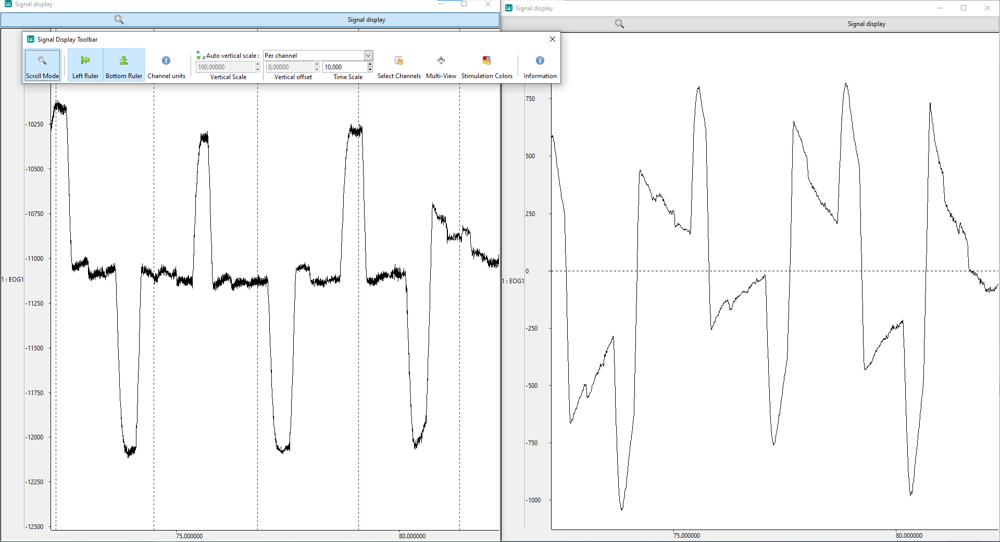 Signal display
Signal display
Signal Display Toolbar
Scroll Mode
Left Ruler
Bottom Ruler
Channel units
Auto vertical scale :
Per channel
100,00000
0,00000
10,000
Vertical Scale
Vertical offset
Time Scale
Select Channels
Multi-View
Stimulation Colors
Information
-10250
-10500
-10750
-11000
1 : EOG1
-11250
-11500
-11750
-12000
-12250
-12500
75.000000
80.000000
Signal display
Signal display
750
500
250
0
1 : EOG1
-250
-500
-750
-1000
75.000000
80.000000